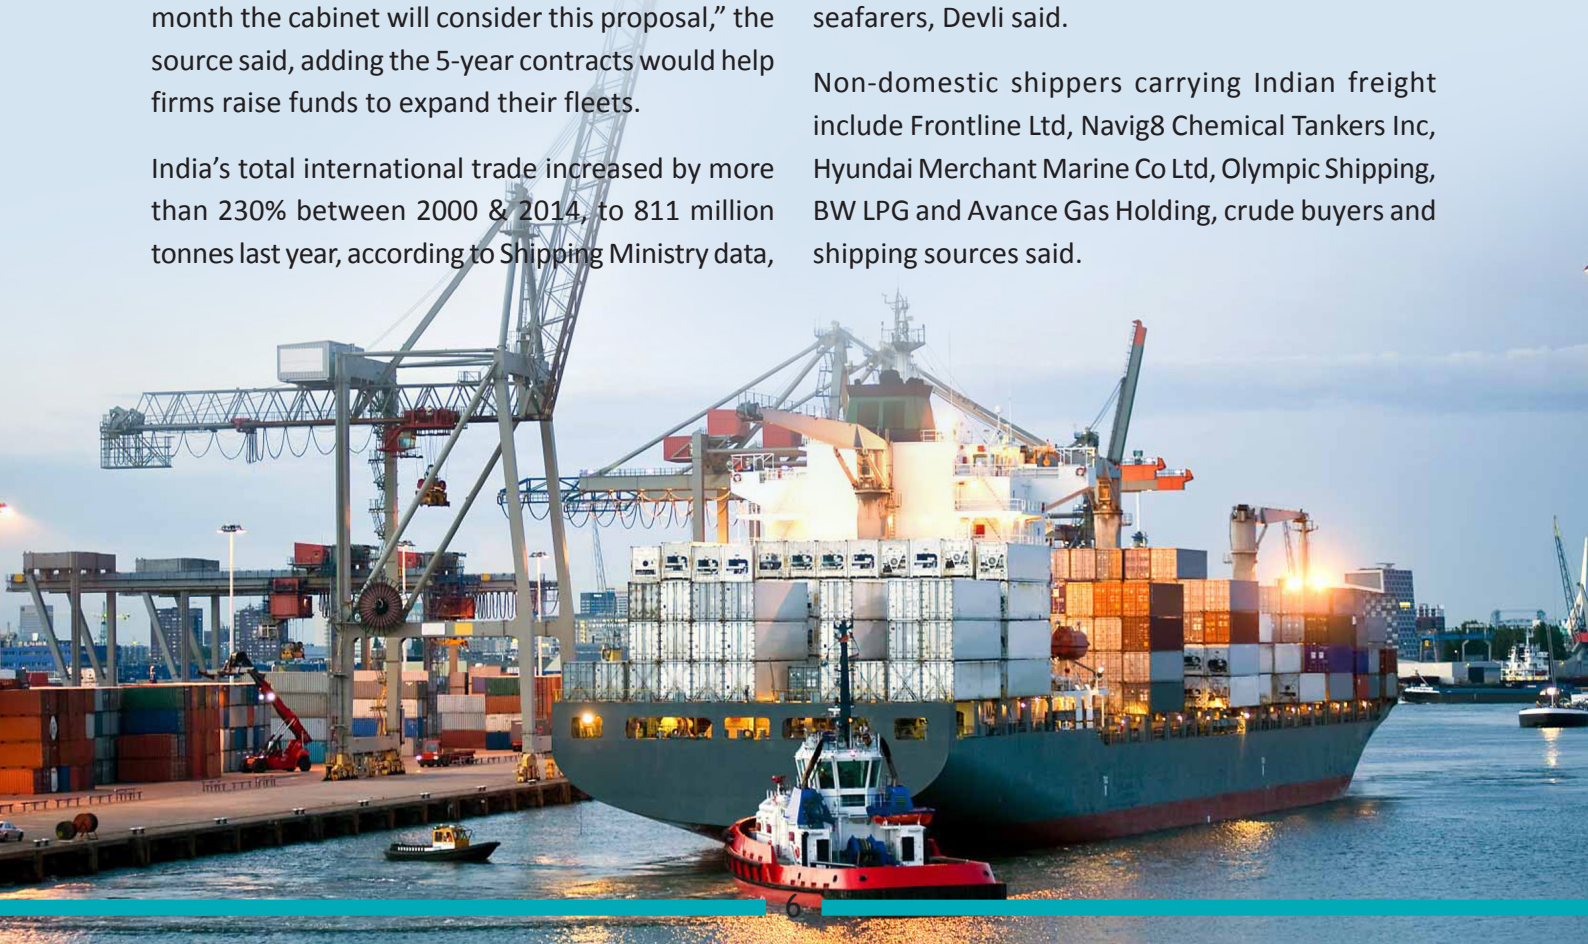 month the cabinet will consider this proposal,” the
source said, adding the 5-year contracts would help
firms raise funds to expand their fleets.
India’s total international trade increased by more
than 230% between 2000 & 2014, to 811 million
tonnes last year, according to Shipping Ministry data,
seafarers, Devli said.
Non-domestic shippers carrying Indian freight
include Frontline Ltd, Navig8 Chemical Tankers Inc,
Hyundai Merchant Marine Co Ltd, Olympic Shipping,
BW LPG and Avance Gas Holding, crude buyers and
shipping sources said.
6